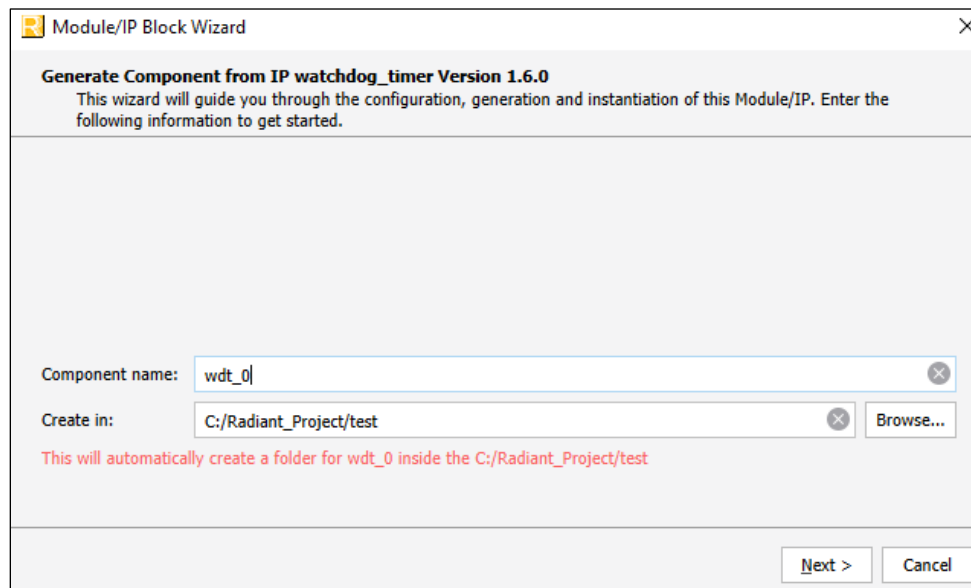 Module/IP Block Wizard
Generate Component from IP watchdog_timer Version 1.6.0
This wizard will guide you through the configuration, generation and instantiation of this Module/IP. Enter the
following information to get started.
Component name: wdt_0
Create in: C:/Radiant_Project/test Browse...
This will automatically create a folder for wdt_0 inside the C:/Radiant_Project/test
Next > Cancel